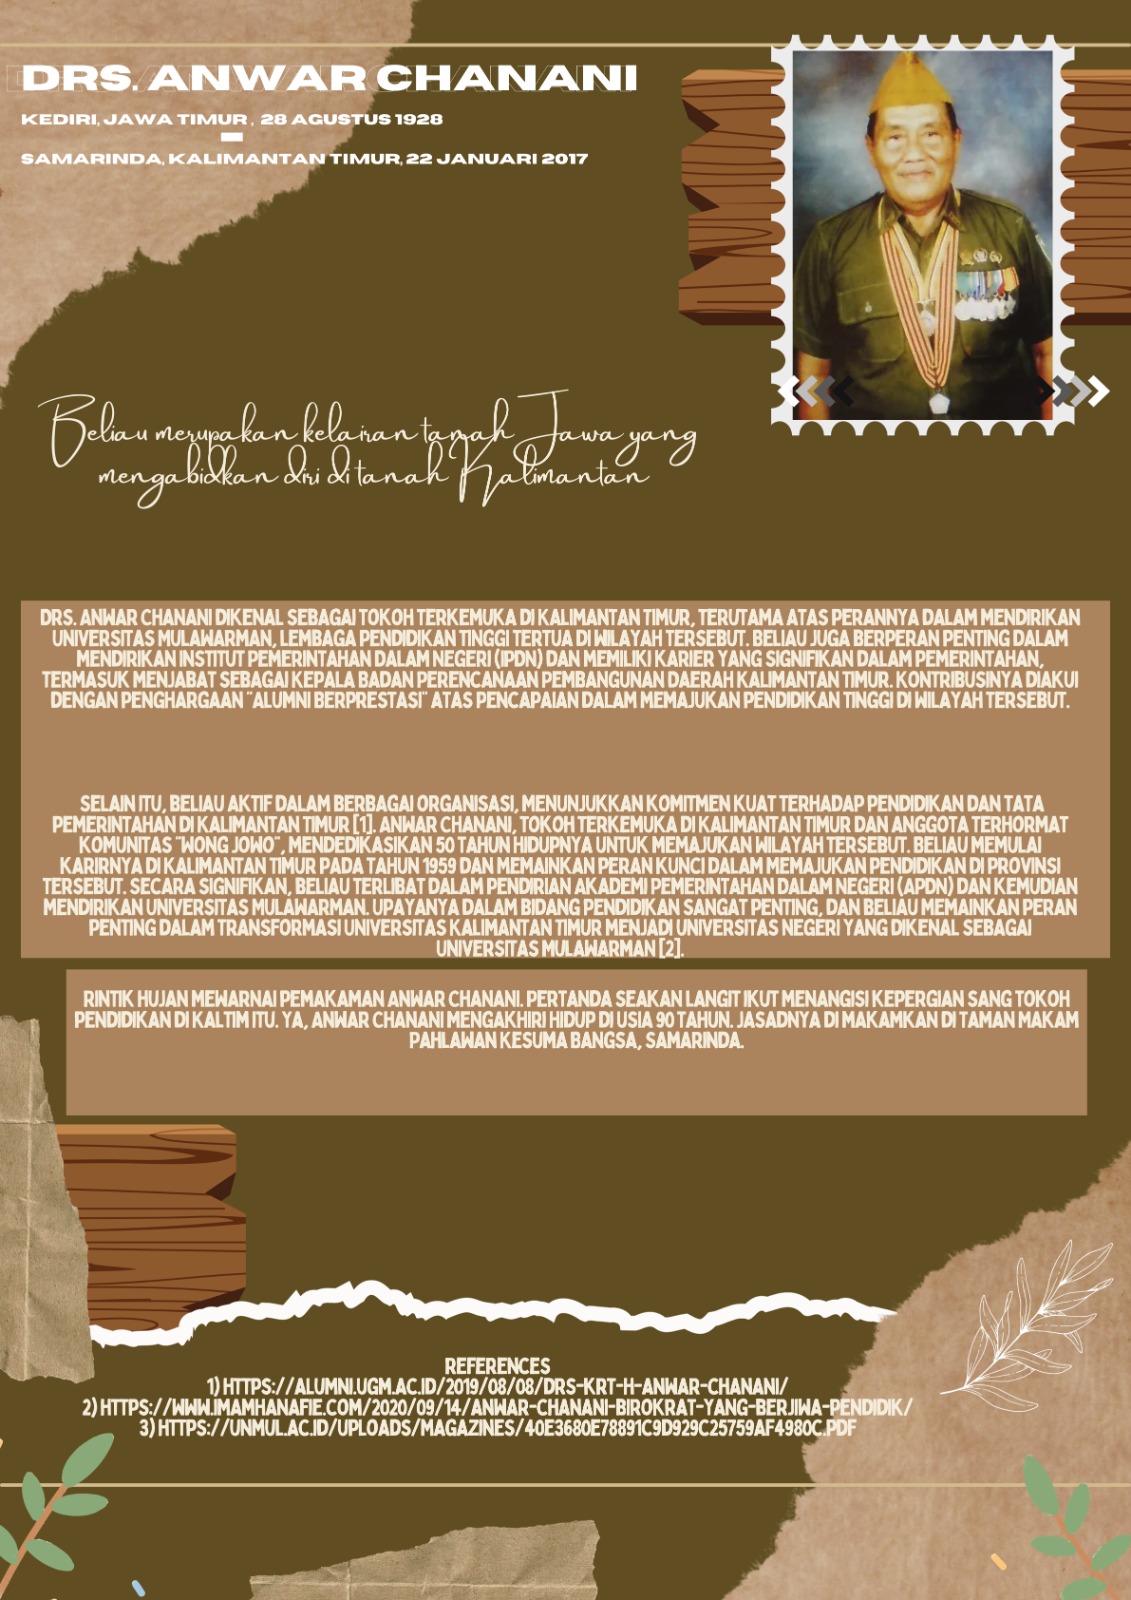 DRS. ANWAR CHANANI
KEDIRI, JAWA TIMUR , 28 AGUSTUS 1928
-
SAMARINDA, KALIMANTAN TIMUR, 22 JANUARI 2017
Beliau merupakan kelairan tanah Jawa yang
mengabidkan diri di tanah Kalimantan
DRS. ANWAR CHANANI DIKENAL SEBAGAI TOKOH TERKEMUKA DI KALIMANTAN TIMUR, TERUTAMA ATAS PERANNYA DALAM MENDIRIKAN
UNIVERSITAS MULAWARMAN, LEMBAGA PENDIDIKAN TINGGI TERTUA DI WILAYAH TERSEBUT. BELIAU JUGA BERPERAN PENTING DALAM
MENDIRIKAN INSTITUT PEMERINTAHAN DALAM NEGERI (IPDN) DAN MEMILIKI KARIER YANG SIGNIFIKAN DALAM PEMERINTAHAN,
TERMASUK MENJABAT SEBAGAI KEPALA BADAN PERENCANAAN PEMBANGUNAN DAERAH KALIMANTAN TIMUR. KONTRIBUSINYA DIAKUI
DENGAN PENGHARGAAN "ALUMNI BERPRESTASI" ATAS PENCAPAIAN DALAM MEMAJUKAN PENDIDIKAN TINGGI DI WILAYAH TERSEBUT.
SELAIN ITU, BELIAU AKTIF DALAM BERBAGAI ORGANISASI, MENUNJUKKAN KOMITMEN KUAT TERHADAP PENDIDIKAN DAN TATA
PEMERINTAHAN DI KALIMANTAN TIMUR [1]. ANWAR CHANANI, TOKOH TERKEMUKA DI KALIMANTAN TIMUR DAN ANGGOTA TERHORMAT
KOMUNITAS "WONG JOWO", MENDEDIKASIKAN 50 TAHUN HIDUPNYA UNTUK MEMAJUKAN WILAYAH TERSEBUT. BELIAU MEMULAI
KARIRNYA DI KALIMANTAN TIMUR PADA TAHUN 1959 DAN MEMAINKAN PERAN KUNCI DALAM MEMAJUKAN PENDIDIKAN DI PROVINSI
TERSEBUT. SECARA SIGNIFIKAN, BELIAU TERLIBAT DALAM PENDIRIAN AKADEMI PEMERINTAHAN DALAM NEGERI (APDN) DAN KEMUDIAN
MENDIRIKAN UNIVERSITAS MULAWARMAN. UPAYANYA DALAM BIDANG PENDIDIKAN SANGAT PENTING, DAN BELIAU MEMAINKAN PERAN
PENTING DALAM TRANSFORMASI UNIVERSITAS KALIMANTAN TIMUR MENJADI UNIVERSITAS NEGERI YANG DIKENAL SEBAGAI
UNIVERSITAS MULAWARMAN [2].
RINTIK HUJAN MEWARNAI PEMAKAMAN ANWAR CHANANI. PERTANDA SEAKAN LANGIT IKUT MENANGISI KEPERGIAN SANG TOKOH
PENDIDIKAN DI KALTIM ITU. YA, ANWAR CHANANI MENGAKHIRI HIDUP DI USIA 90 TAHUN. JASADNYA DI MAKAMKAN DI TAMAN MAKAM
PAHLAWAN KESUMA BANGSA, SAMARINDA.
REFERENCES
1) HTTPS://ALUMNI.UGM.AC.ID/2019/08/08/DRS-KRT-H-ANWAR-CHANANI/
2) HTTPS://WWW.IMAMHANAFIE.COM/2020/09/14/ANWAR-CHANANI-BIROKRAT-YANG-BERJIWA-PENDIDIK/
3) HTTPS://UNMUL.AC.ID/UPLOADS/MAGAZINES/40E3680E78891C9D929C25759AF4980C.PDF